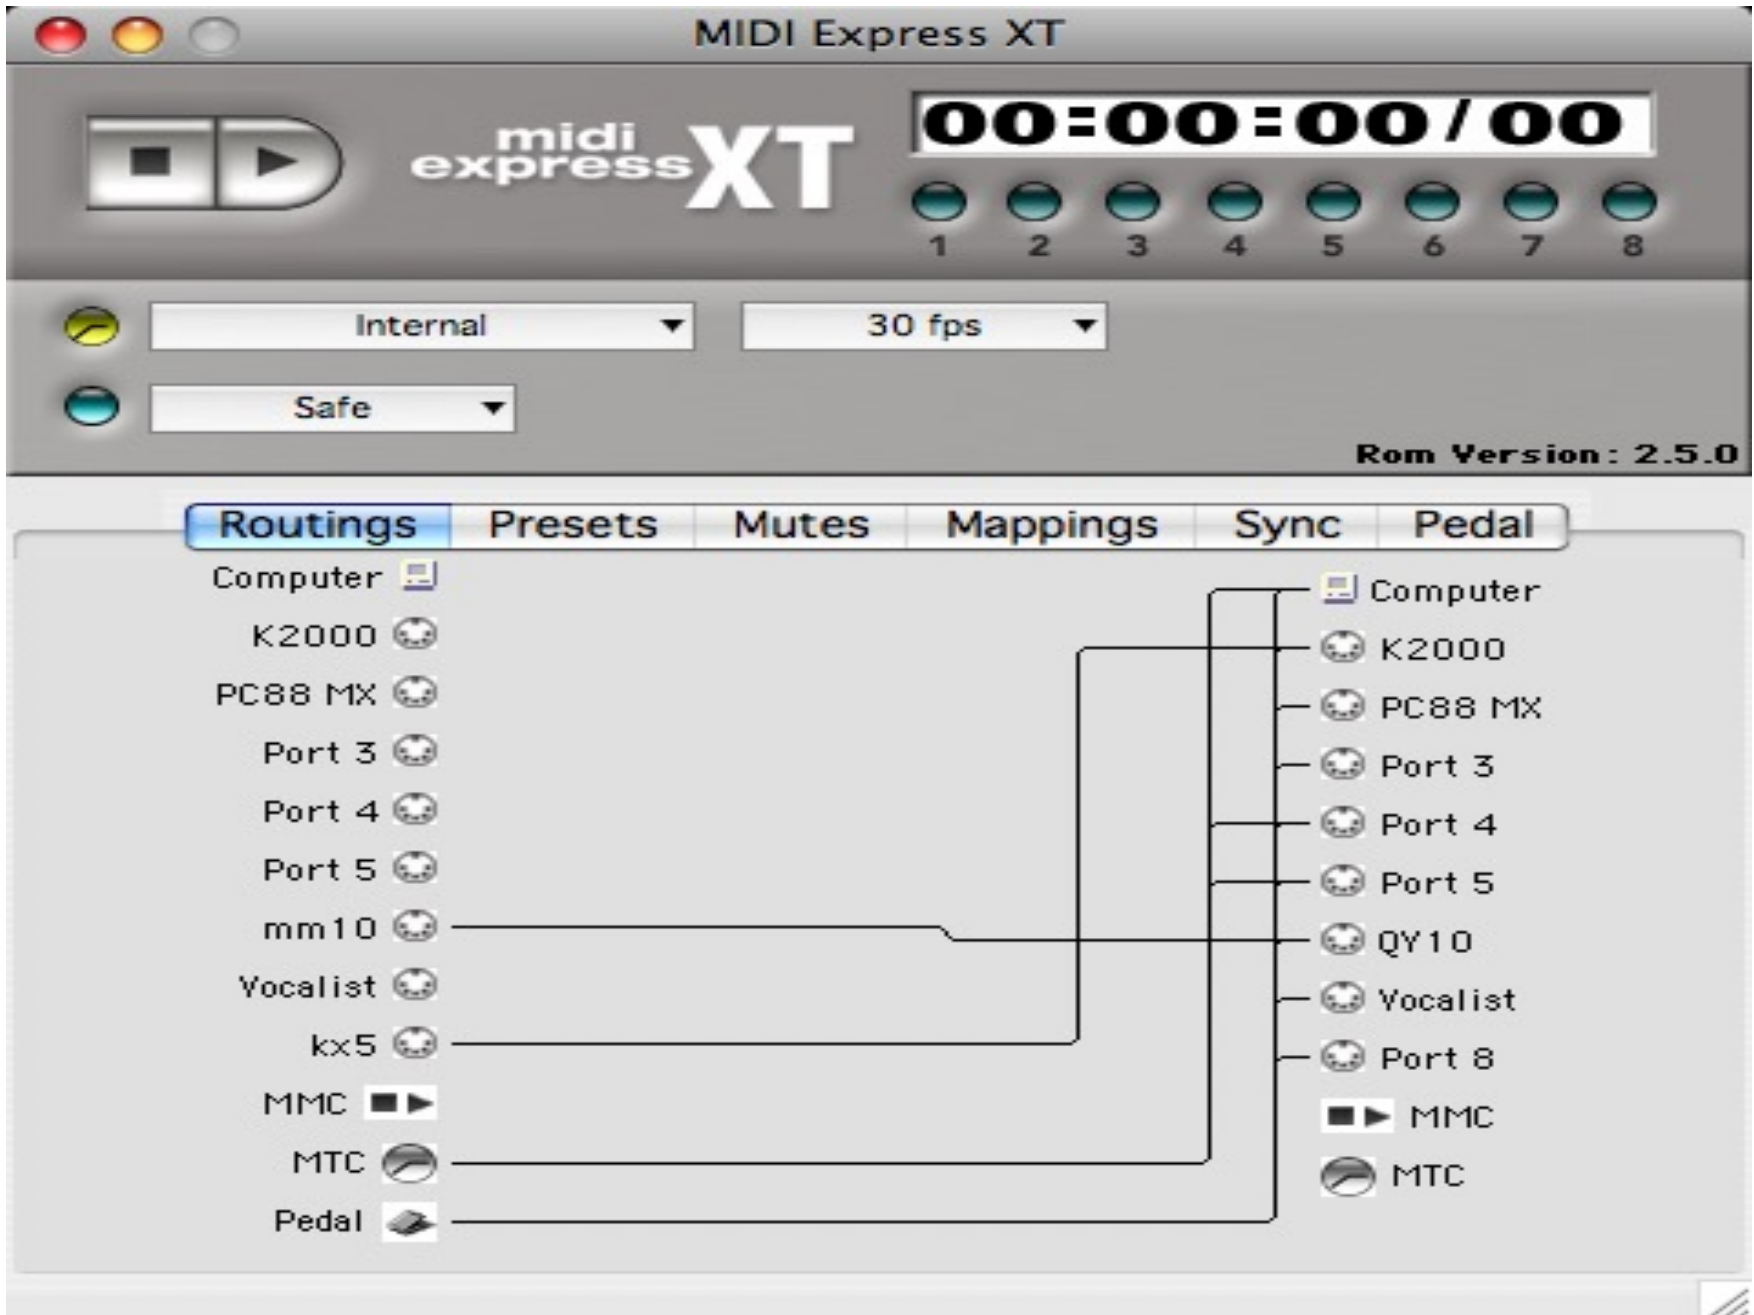 MIDI Express XT
midi
express XT
00:00:00/00
1 2 3 4 5 6 7 8
Internal
30 fps
Safe
Rom Version: 2.5.0
Routings Presets Mutes Mappings Sync Pedal
Computer
K2000
PC88 MX
Port 3
Port 4
Port 5
mm10
Vocalist
kx5
MMC
MTC
Pedal
Computer
K2000
PC88 MX
Port 3
Port 4
Port 5
QY10
Vocalist
Port 8
MMC
MTC